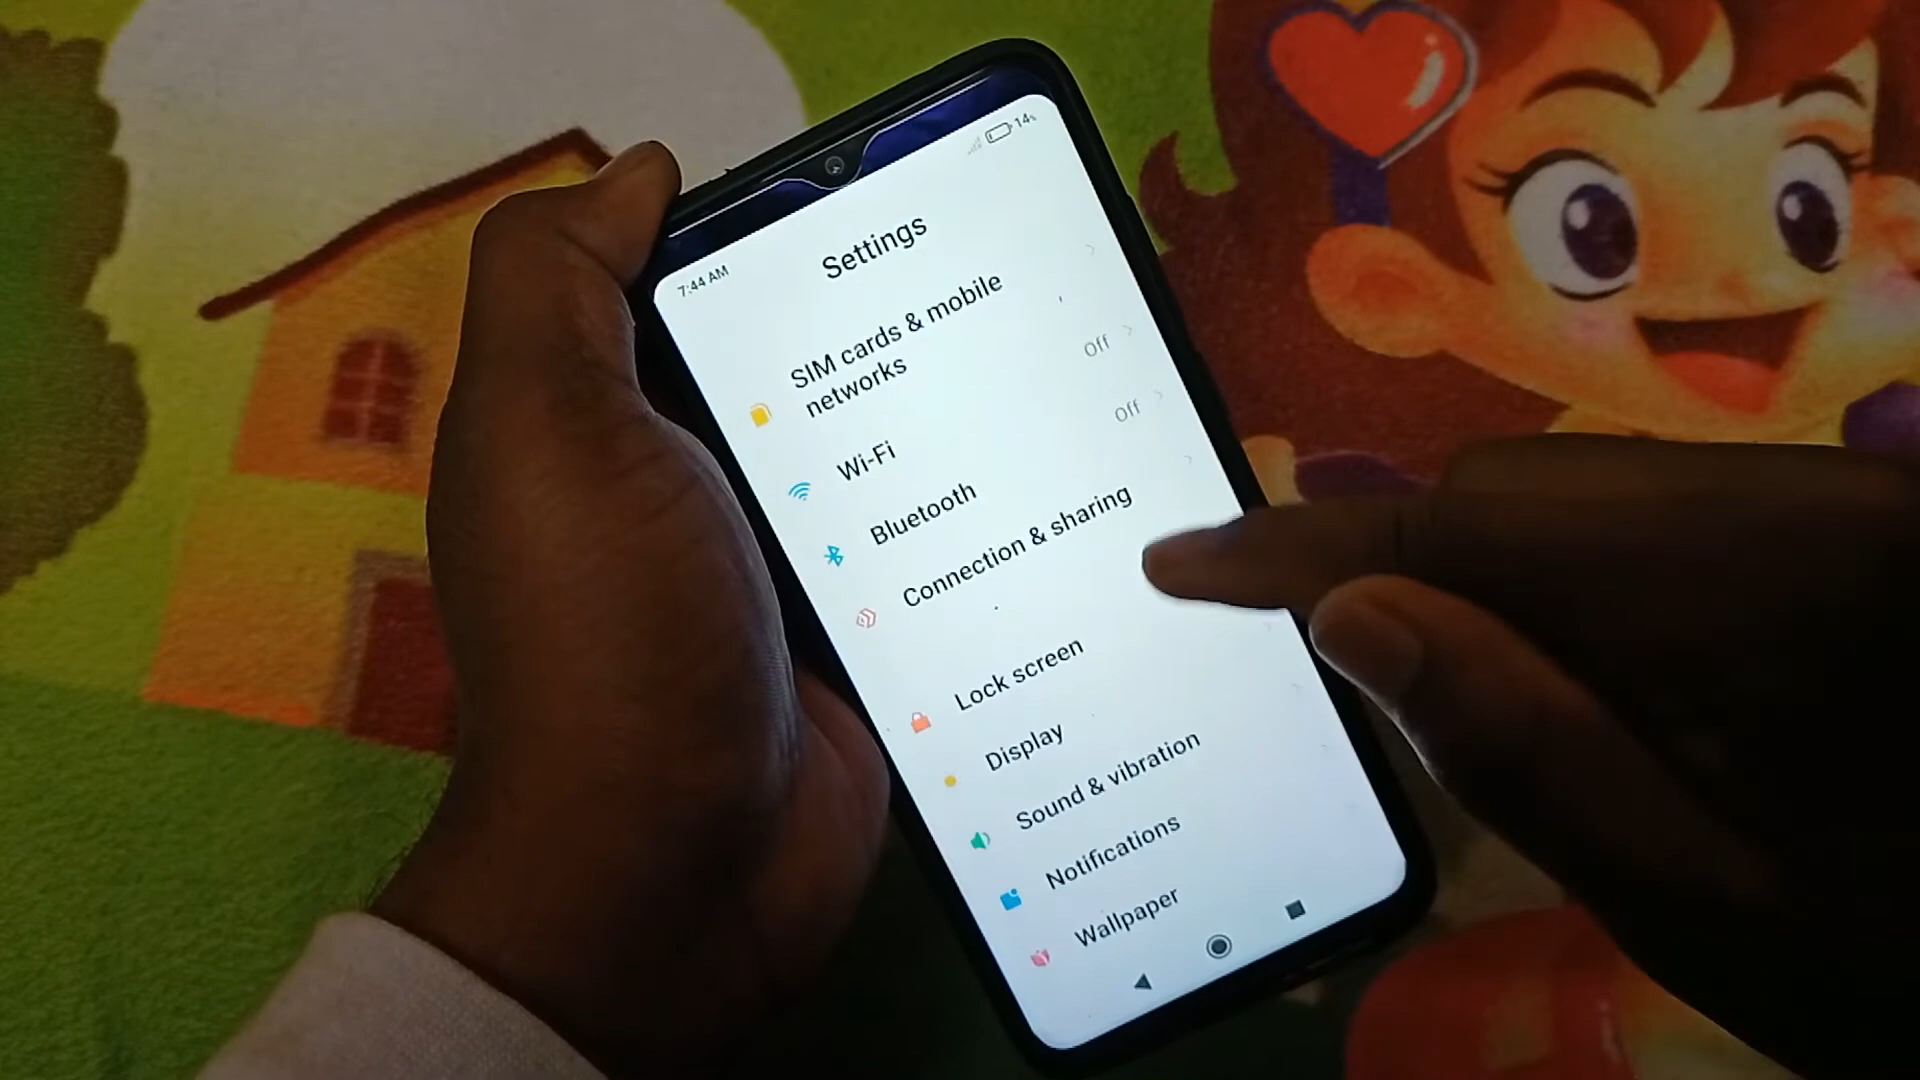 7:44 AM
14%
Settings
SIM cards & mobile
networks
Wi-Fi
Off
Bluetooth
Off
Connection & sharing
Lock screen
Display
Sound & vibration
Notifications
Wallpaper